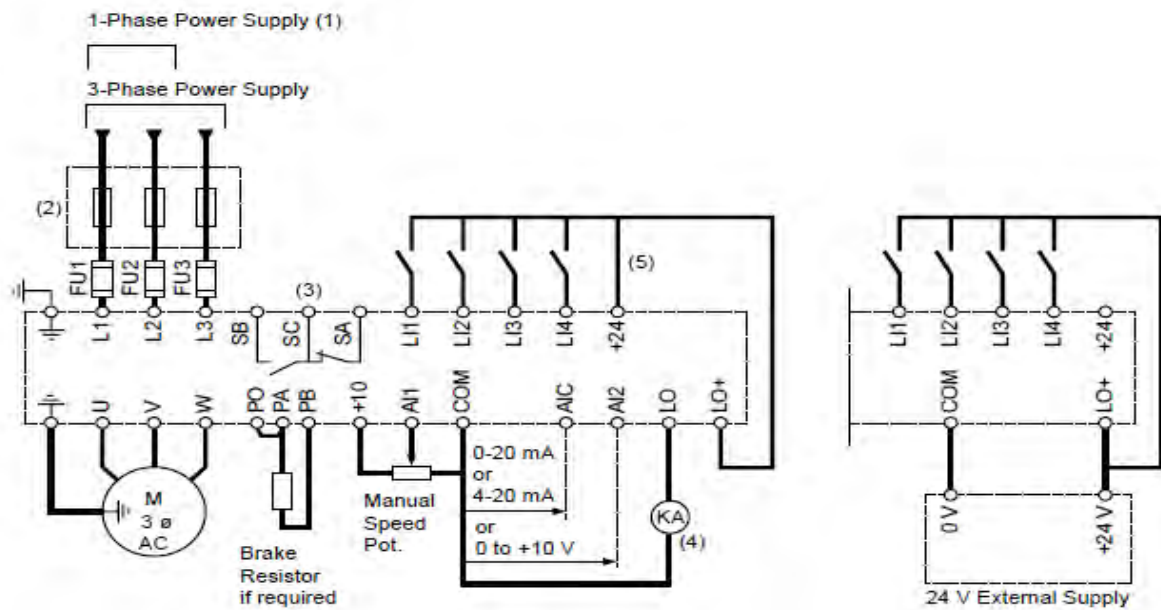 1-Phase Power Supply (1)
3-Phase Power Supply
(2)
FU1 FU2 FU3
(3)
(5)
L1 L2 L3 SB SC SA LI1 LI2 LI3 LI4 +24
U V W PO PA PB +10 AI1 COM AIC AI2 LO LO+
M
3 ø
AC
Brake
Resistor
if required
Manual
Speed
Pot.
0-20 mA
or
4-20 mA
or
0 to +10 V
KA
(4)
LI1 LI2 LI3 LI4 +24
COM LO+
0 V +24 V
24 V External Supply